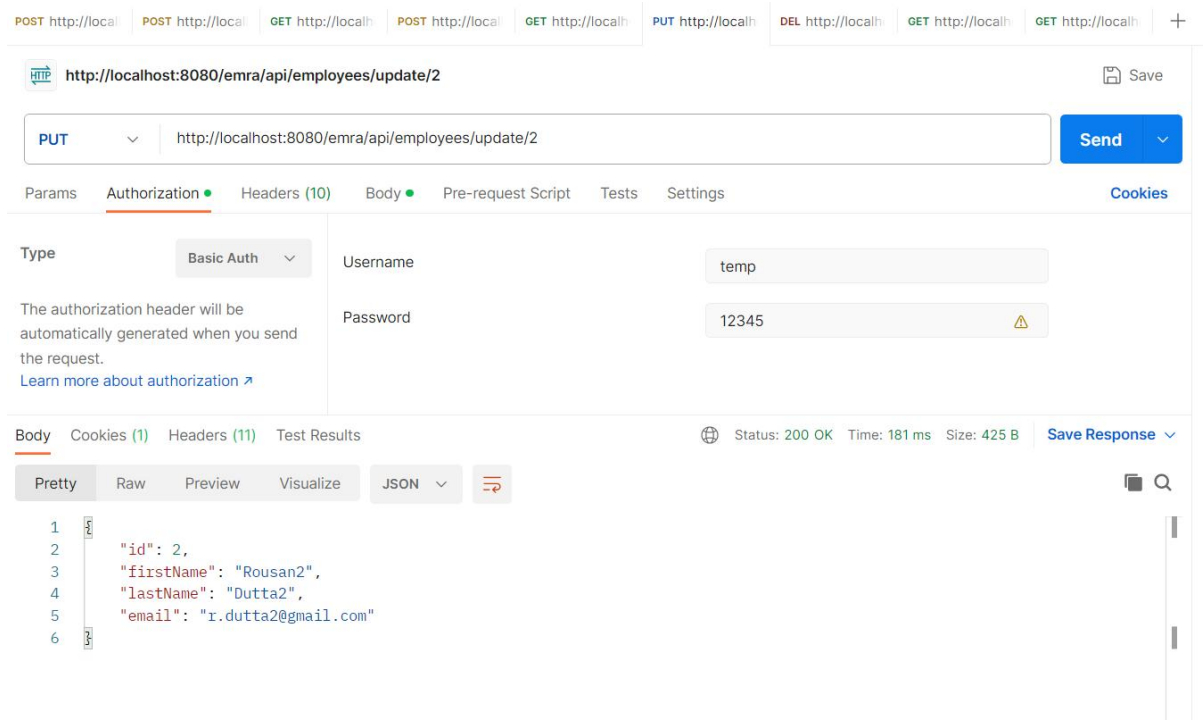 POST http://local POST http://local GET http://localh POST http://local GET http://localh PUT http://localh DEL http://localh GET http://localh GET http://localh +
HTTP http://localhost:8080/emra/api/employees/update/2 Save
PUT http://localhost:8080/emra/api/employees/update/2 Send
Params Authorization Headers (10) Body Pre-request Script Tests Settings Cookies
Type Basic Auth Username temp
The authorization header will be
automatically generated when you send
the request.
Learn more about authorization ↗
Password 12345
Body Cookies (1) Headers (11) Test Results Status: 200 OK Time: 181 ms Size: 425 B Save Response
Pretty Raw Preview Visualize JSON
1 {
2 "id": 2,
3 "firstName": "Rousan2",
4 "lastName": "Dutta2",
5 "email": "r.dutta2@gmail.com"
6 }